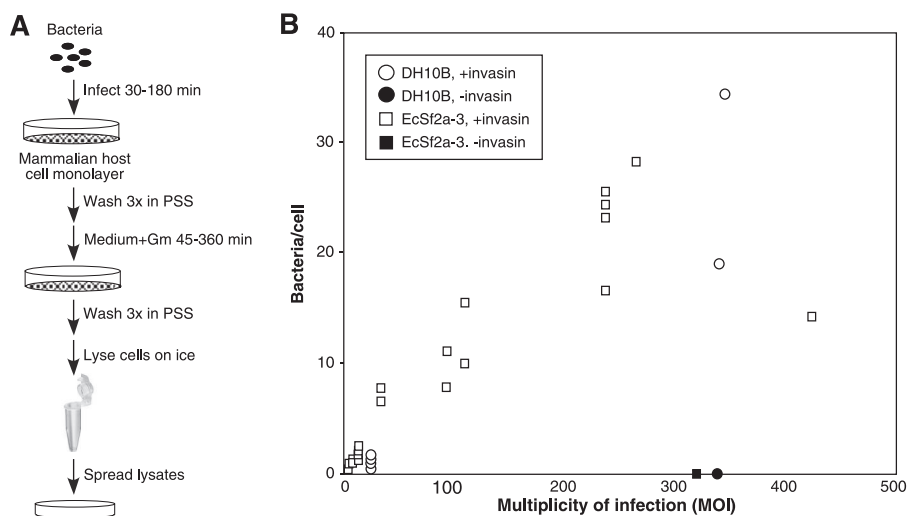 A
Bacteria
Infect 30-180 min
Mammalian host
cell monolayer
Wash 3x in PSS
Medium+Gm 45-360 min
Wash 3x in PSS
Lyse cells on ice
Spread lysates
B
40
30
20
10
0
Bacteria/cell
DH10B, +invasin
DH10B, -invasin
EcSf2a-3, +invasin
EcSf2a-3. -invasin
0
100
200
300
400
500
Multiplicity of infection (MOI)